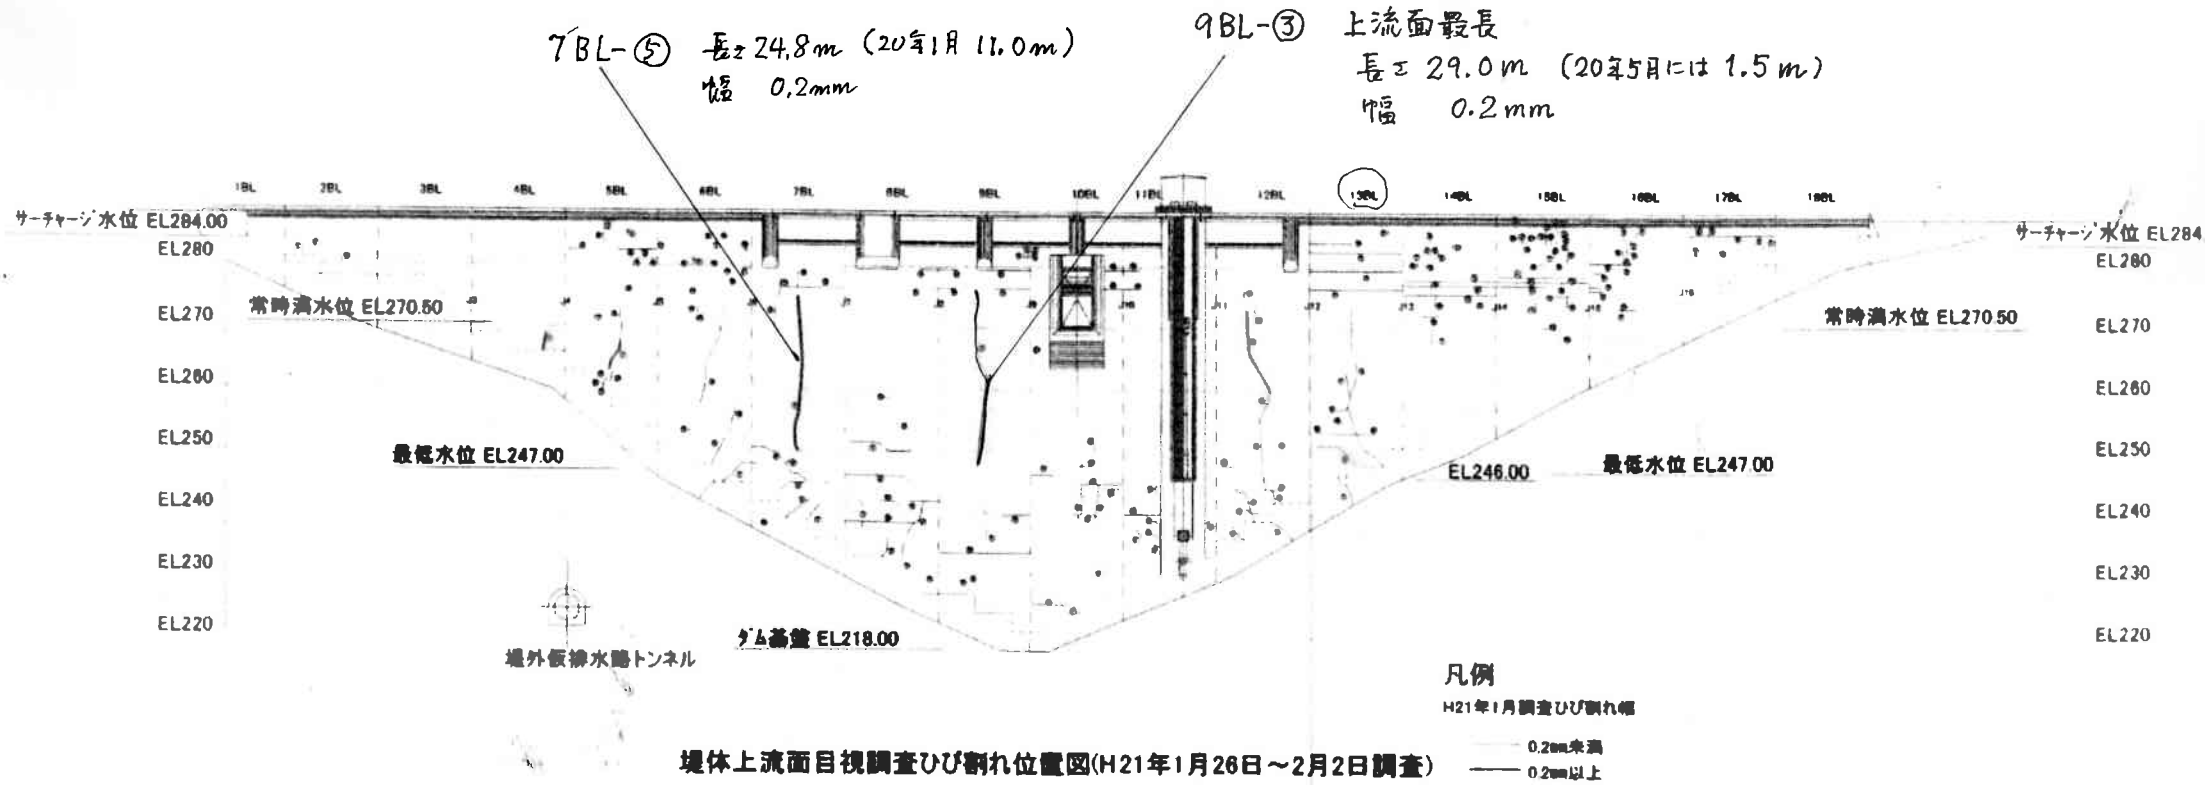 7BL-⑤ 長さ24.8m (20年1月 11.0m)
幅 0.2mm
9BL-③ 上流面最長
長さ 29.0m (20年5月には 1.5m)
幅 0.2mm
1BL 2BL 3BL 4BL 5BL 6BL 7BL 8BL 9BL 10BL 11BL 12BL 13BL 14BL 15BL 16BL 17BL 18BL
サーチャージ水位 EL284.00
サーチャージ水位 EL284
EL280
EL280
常時満水位 EL270.50
常時満水位 EL270.50
EL270
EL270
EL260
EL260
EL250
EL250
最低水位 EL247.00
EL246.00
最低水位 EL247.00
EL240
EL240
EL230
EL230
EL220
EL220
ダム基盤 EL218.00
堤外仮排水路トンネル
凡例
H21年1月調査ひび割れ幅
0.2mm未満
0.2mm以上
堤体上流面目視調査ひび割れ位置図(H21年1月26日～2月2日調査)